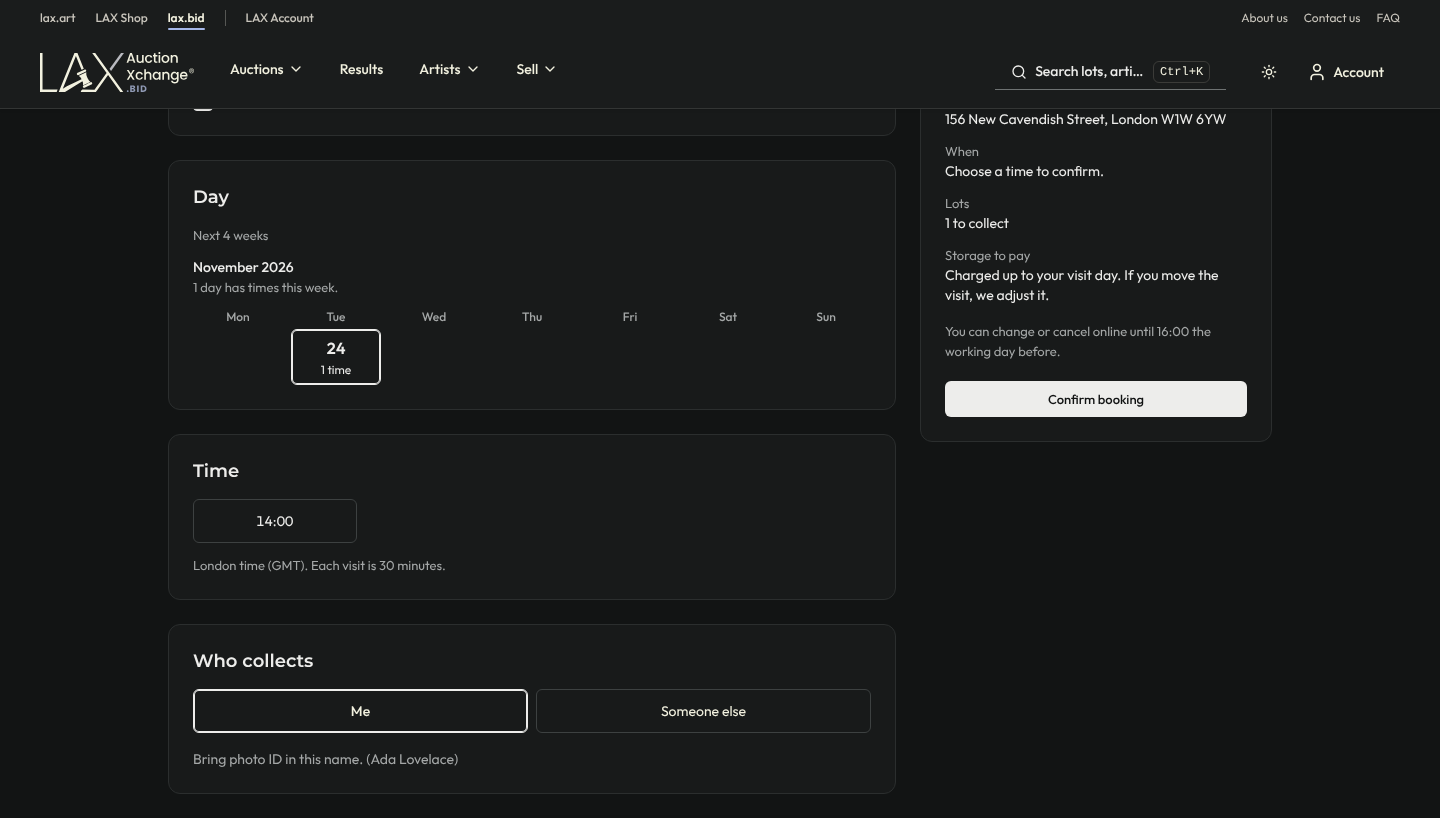 lax.art
LAX Shop
lax.bid
LAX Account
About us
Contact us
FAQ
LAX Auction
Xchange®
.BID
Auctions
Results
Artists
Sell
Search lots, arti...
Ctrl+K
Account
Day
Next 4 weeks
November 2026
1 day has times this week.
Mon Tue Wed Thu Fri Sat Sun
24
1 time
Time
14:00
London time (GMT). Each visit is 30 minutes.
Who collects
Me
Someone else
Bring photo ID in this name. (Ada Lovelace)
156 New Cavendish Street, London W1W 6YW
When
Choose a time to confirm.
Lots
1 to collect
Storage to pay
Charged up to your visit day. If you move the
visit, we adjust it.
You can change or cancel online until 16:00 the
working day before.
Confirm booking